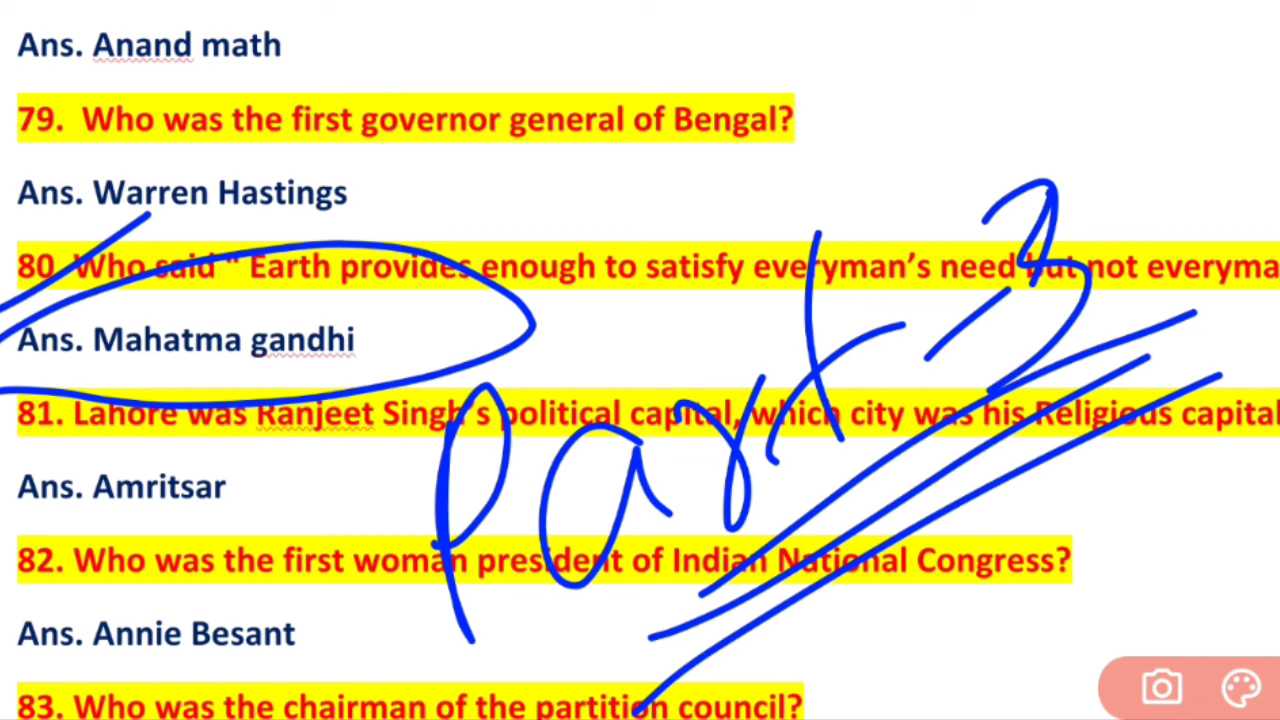 Ans. Anand math
79. Who was the first governor general of Bengal?
Ans. Warren Hastings
80. Who said " Earth provides enough to satisfy everyman's need but not everyma
Ans. Mahatma gandhi
81. Lahore was Ranjeet Singh's political capital, which city was his Religious capital
Ans. Amritsar
82. Who was the first woman president of Indian National Congress?
Ans. Annie Besant
83. Who was the chairman of the partition council?
Part-3